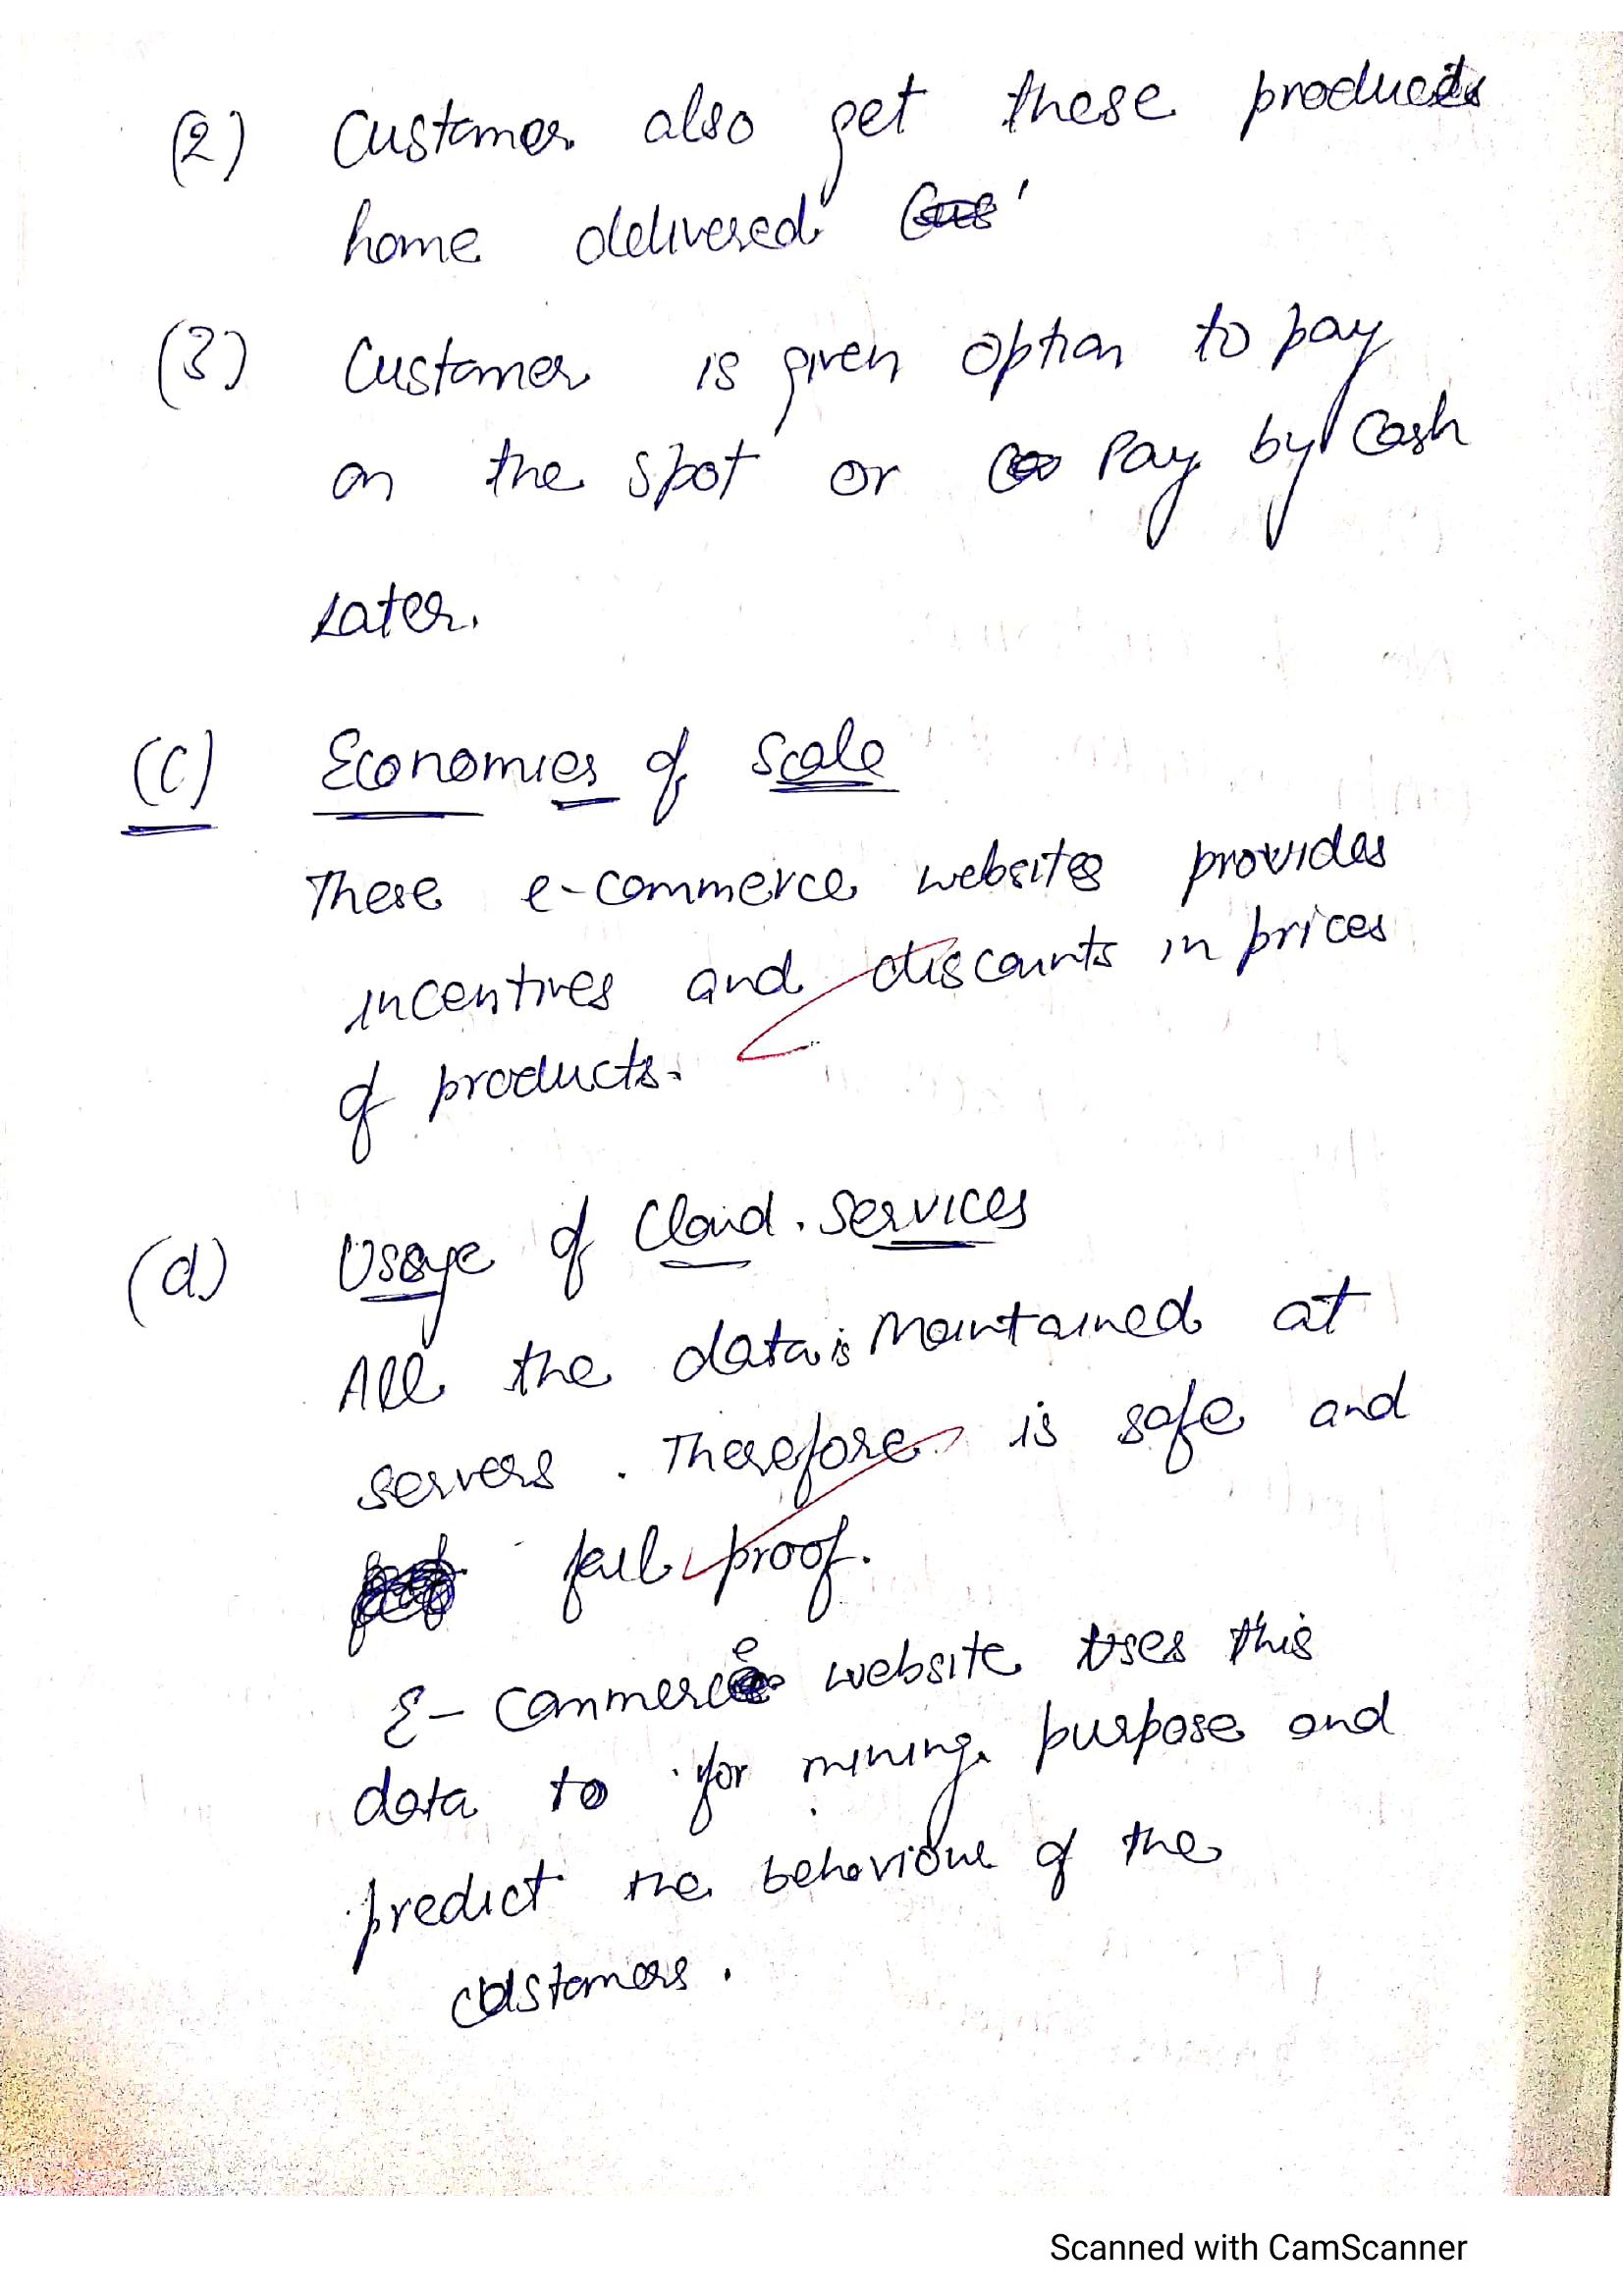 (2) Customer also get these products
home delivered
(3) Customer is given option to pay
on the spot or Pay by Cash
Later.
(C) Economies of Scale
These e-commerce websites provides
incentives and discounts in prices
of products.
(d) Usage of Cloud Services
All the data is Maintained at
servers. Therefore is safe and
fail proof.
E-Commerce website uses this
data to for mining purpose and
predict the behaviour of the
customers.
Scanned with CamScanner